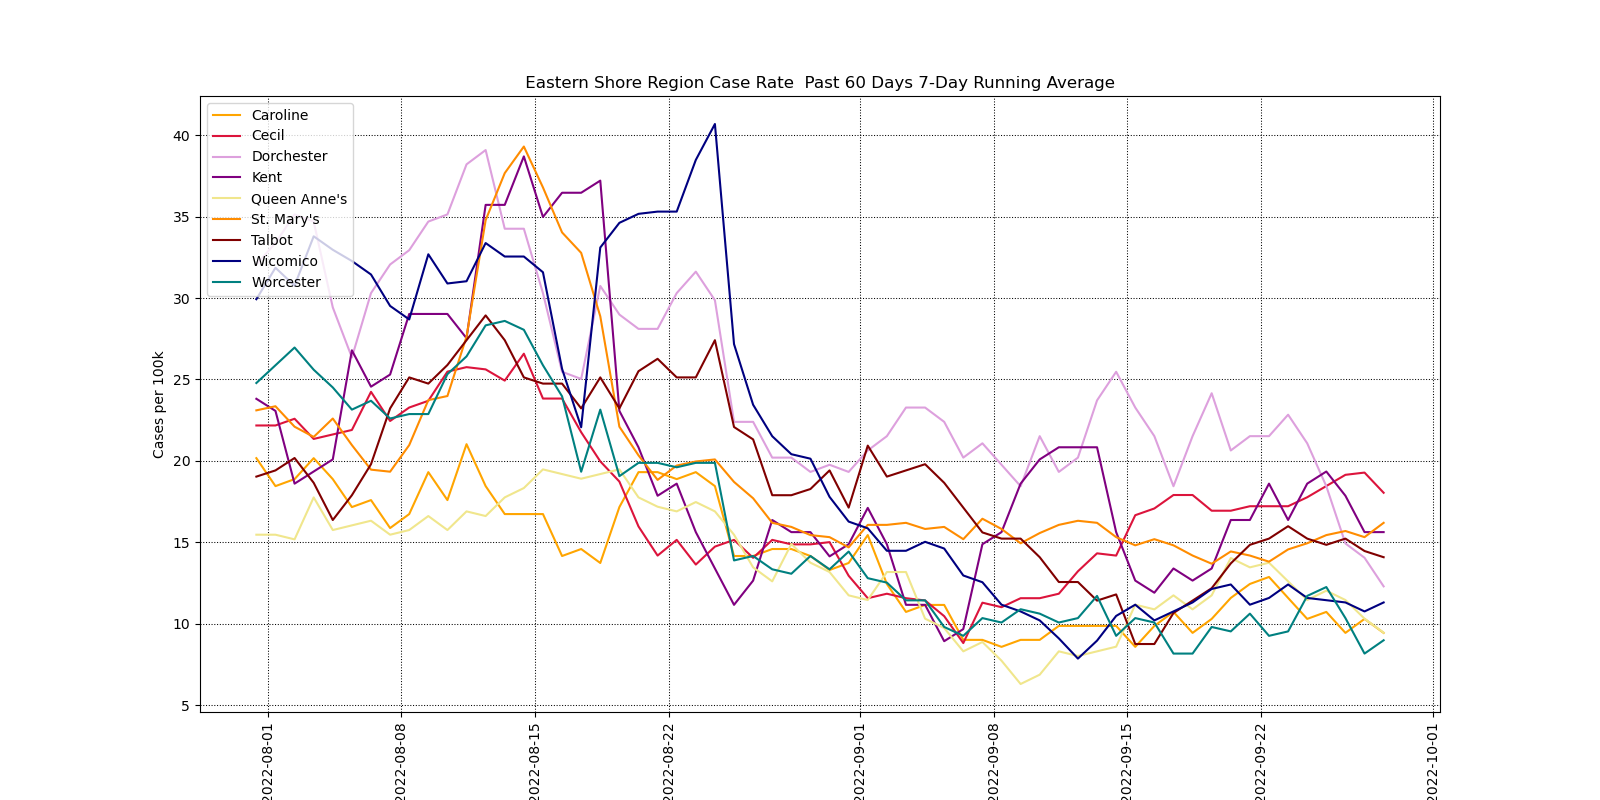 Eastern Shore Region Case Rate  Past 60 Days 7-Day Running Average
Caroline
Cecil
Dorchester
Kent
Queen Anne's
St. Mary's
Talbot
Wicomico
Worcester
Cases per 100k
40
35
30
25
20
15
10
5
2022-08-01
2022-08-08
2022-08-15
2022-08-22
2022-09-01
2022-09-08
2022-09-15
2022-09-22
2022-10-01